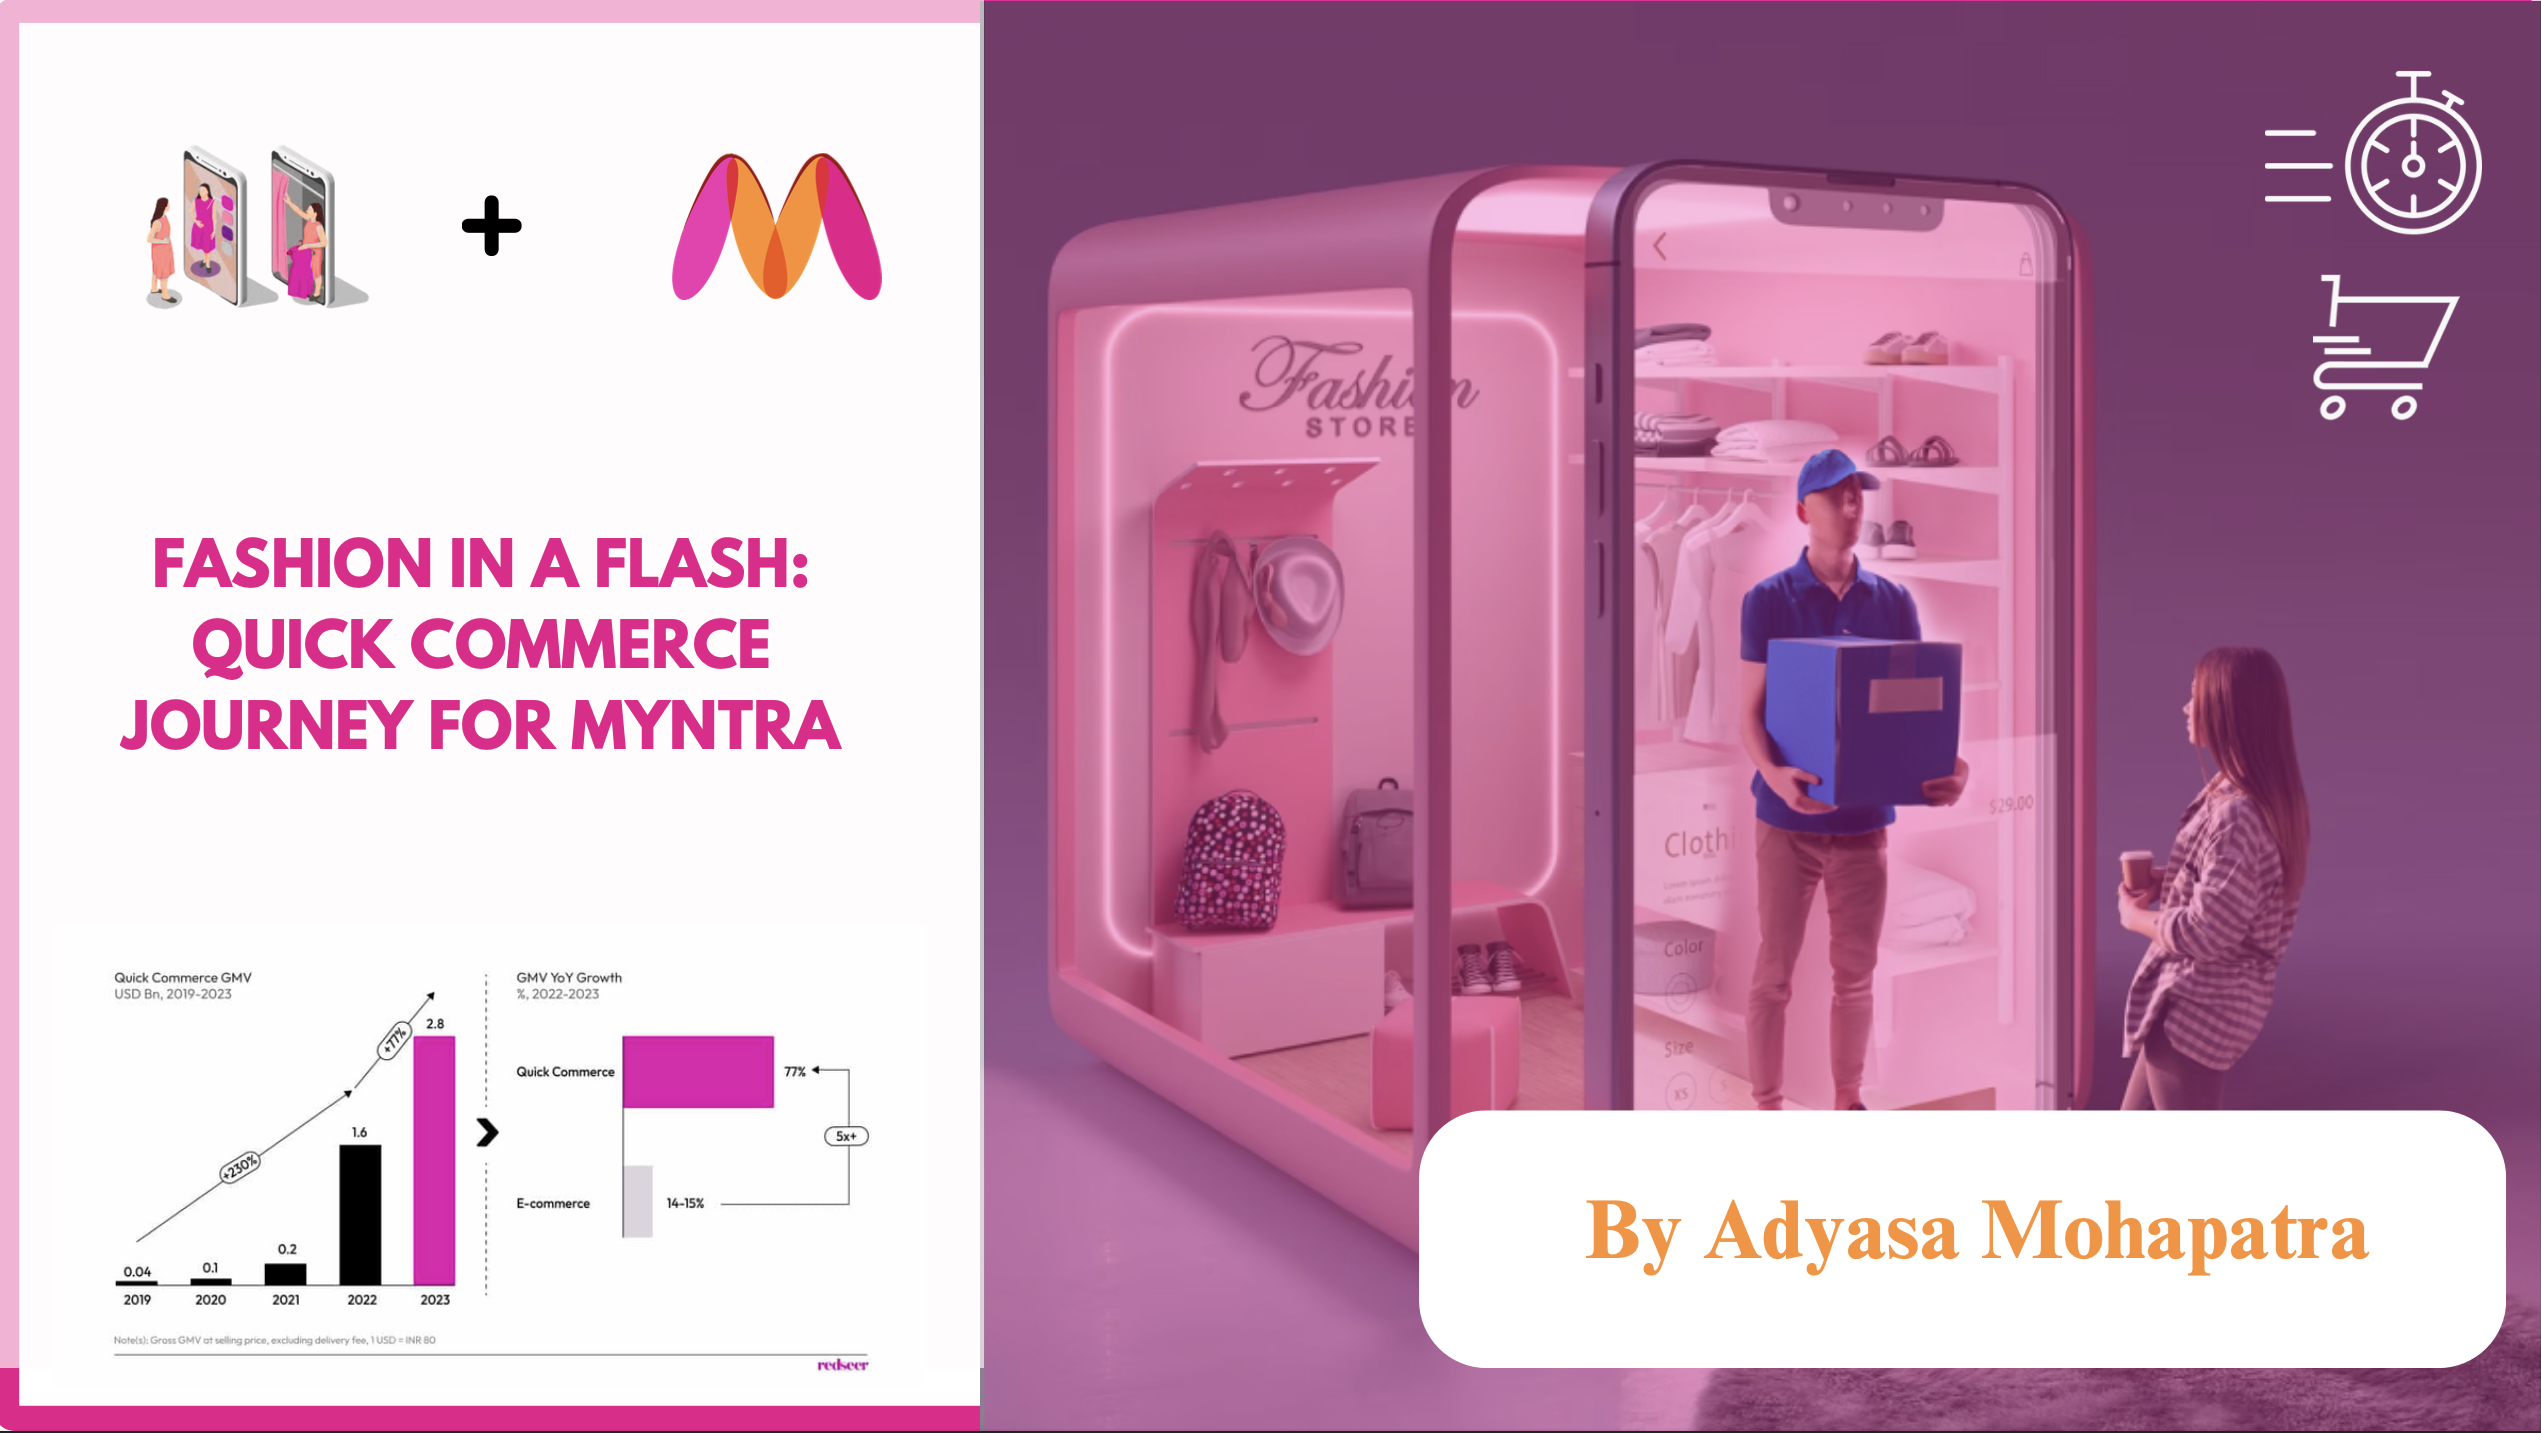 FASHION IN A FLASH:
QUICK COMMERCE
JOURNEY FOR MYNTRA
Quick Commerce GMV
USD Bn, 2019-2023
+230%
+77%
0.04
0.1
0.2
1.6
2.8
2019 2020 2021 2022 2023
GMV YoY Growth
%, 2022-2023
Quick Commerce
77%
5x+
E-commerce
14-15%
Note(s): Gross GMV at selling price, excluding delivery fee, 1 USD = INR 80
redseer
Fashion
STORE
$29.00
Clothi
Color
Size
XS S
By Adyasa Mohapatra